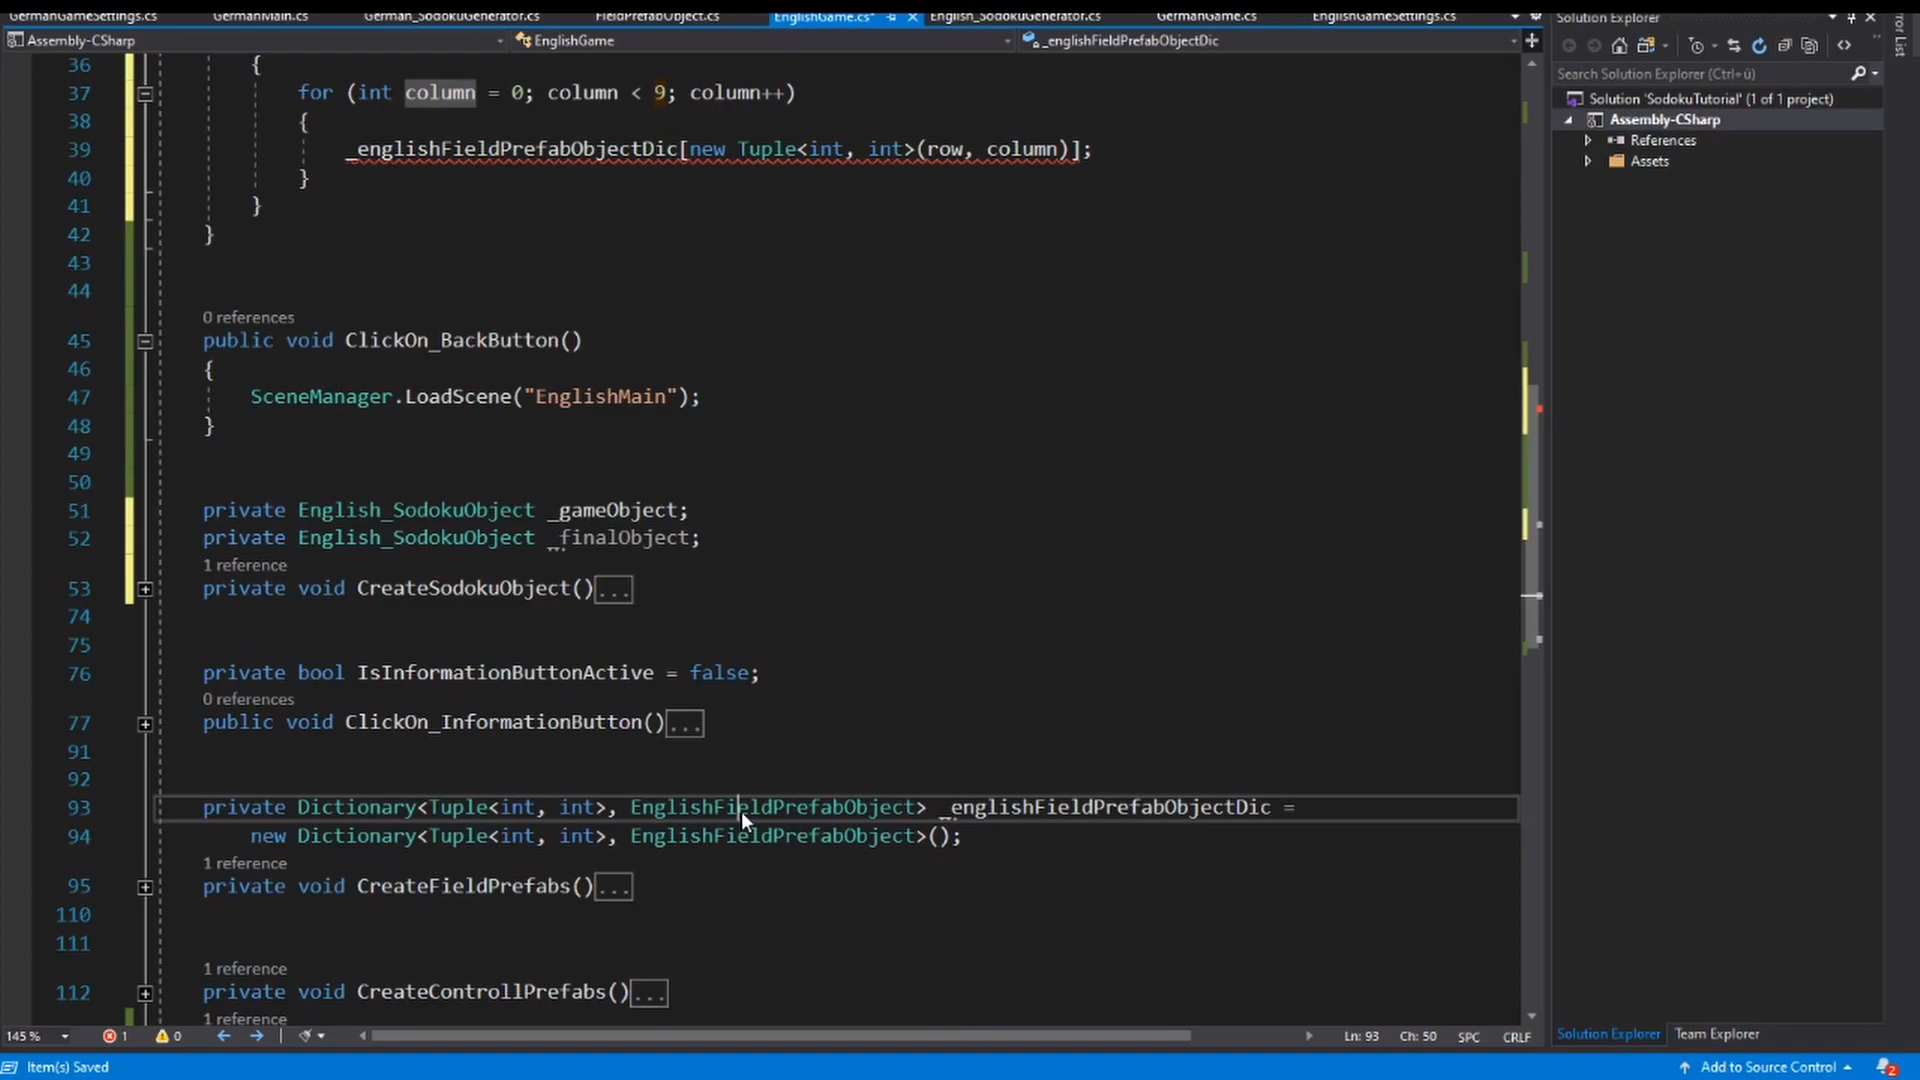 GermanGameSettings.cs GermanMain.cs German_SodokuGenerator.cs FieldPrefabObject.cs EnglishGame.cs* English_SodokuGenerator.cs GermanGame.cs EnglishGameSettings.cs
Assembly-CSharp EnglishGame _englishFieldPrefabObjectDic
36 {
37 for (int column = 0; column < 9; column++)
38 {
39 _englishFieldPrefabObjectDic[new Tuple<int, int>(row, column)];
40 }
41 }
42 }
43
44
0 references
45 public void ClickOn_BackButton()
46 {
47 SceneManager.LoadScene("EnglishMain");
48 }
49
50
51 private English_SodokuObject _gameObject;
52 private English_SodokuObject _finalObject;
1 reference
53 private void CreateSodokuObject()...
74
75
76 private bool IsInformationButtonActive = false;
0 references
77 public void ClickOn_InformationButton()...
91
92
93 private Dictionary<Tuple<int, int>, EnglishFieldPrefabObject> _englishFieldPrefabObjectDic =
94 new Dictionary<Tuple<int, int>, EnglishFieldPrefabObject>();
1 reference
95 private void CreateFieldPrefabs()...
110
111
1 reference
112 private void CreateControllPrefabs()...
1 reference
145 % 1 0 Ln: 93 Ch: 50 SPC CRLF
Item(s) Saved
Solution Explorer
Search Solution Explorer (Ctrl+ü)
Solution 'SodokuTutorial' (1 of 1 project)
Assembly-CSharp
References
Assets
Solution Explorer Team Explorer
Add to Source Control 2
Error List